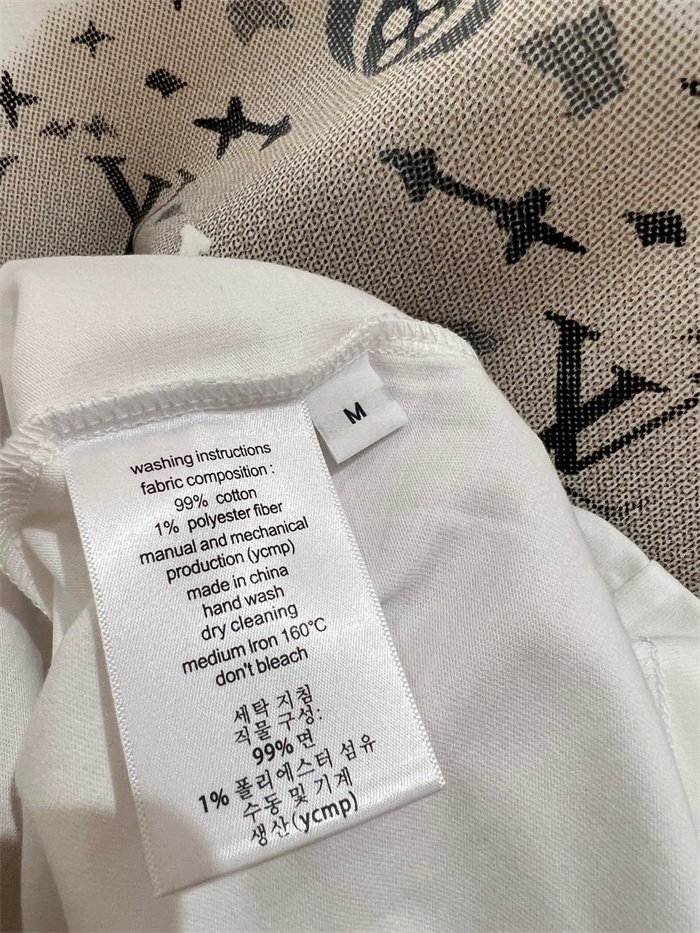 LV
LV
M
washing instructions
fabric composition :
99% cotton
1% polyester fiber
manual and mechanical
production (ycmp)
made in china
hand wash
dry cleaning
medium Iron 160°C
don't bleach
세탁 지침
직물 구성:
99% 면
1% 폴리에스터 섬유
수동 및 기계
생산(ycmp)